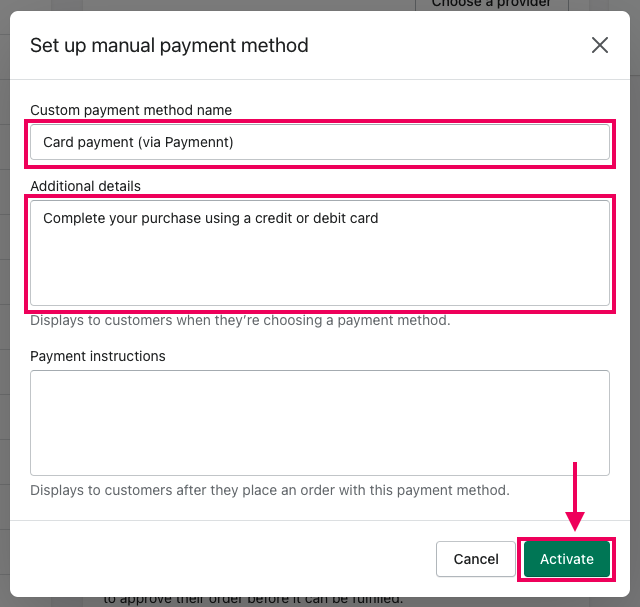 Choose a provider
Set up manual payment method
Custom payment method name
Card payment (via Paymennt)
Additional details
Complete your purchase using a credit or debit card
Displays to customers when they're choosing a payment method.
Payment instructions
Displays to customers after they place an order with this payment method.
Cancel
Activate
to approve their order before it can be fulfilled.